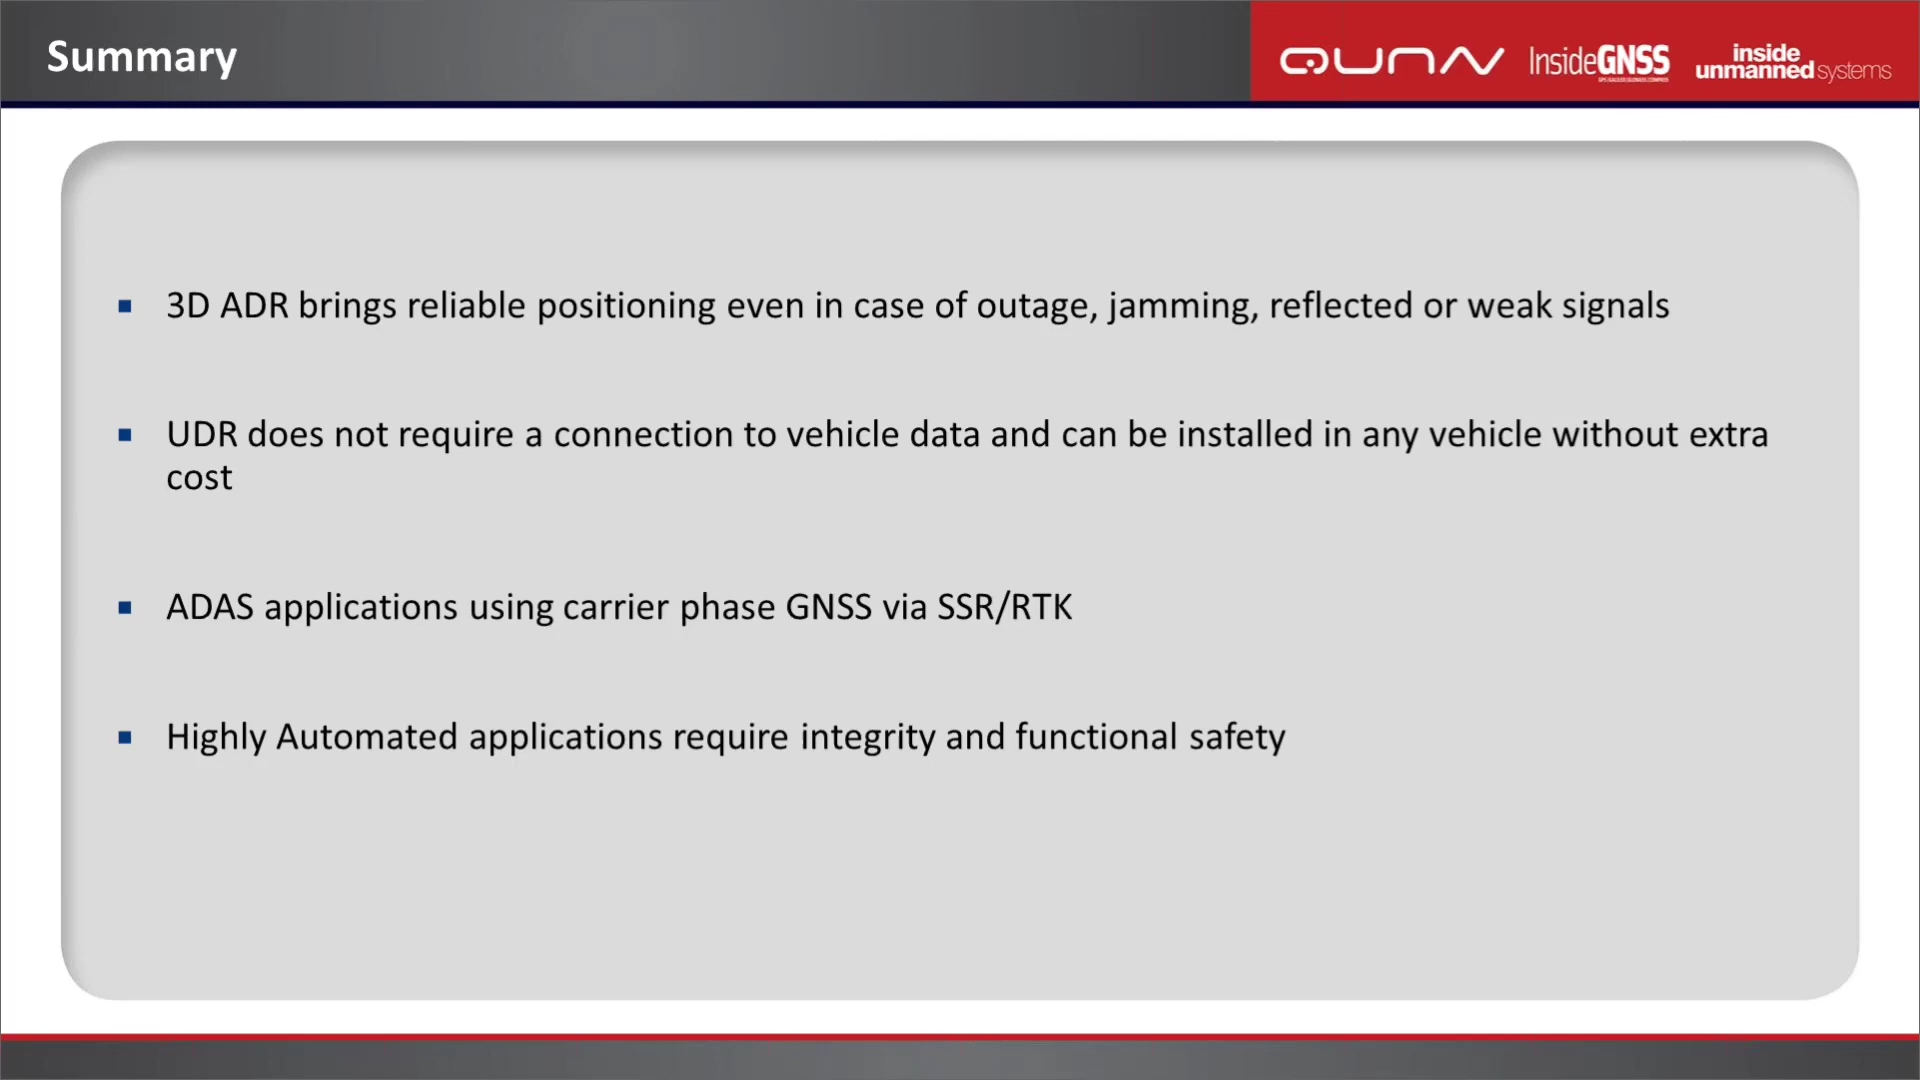 Summary
InsideGNSS
inside
unmanned systems
▪ 3D ADR brings reliable positioning even in case of outage, jamming, reflected or weak signals
▪ UDR does not require a connection to vehicle data and can be installed in any vehicle without extra
cost
▪ ADAS applications using carrier phase GNSS via SSR/RTK
▪ Highly Automated applications require integrity and functional safety